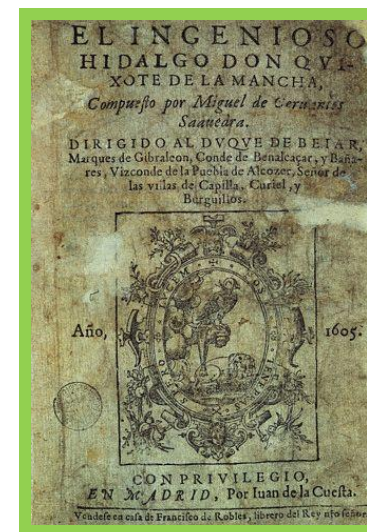 EL INGENIOSO
HIDALGO DON QVI-
XOTE DE LA MANCHA,
Compuesto por Miguel de Ceruantes
Saauedra.
DIRIGIDO AL DVQVE DE BEIAR,
Marques de Gibraleon, Conde de Benalcaçar, y Baña-
res, Vizconde de la Puebla de Alcozer, Señor de
las villas de Capilla, Curiel, y
Burguillos.
Año, 1605.
CON PRIVILEGIO,
EN MADRID, Por Iuan de la Cuesta.
Vendese en casa de Francisco de Robles, librero del Rey nro señor.